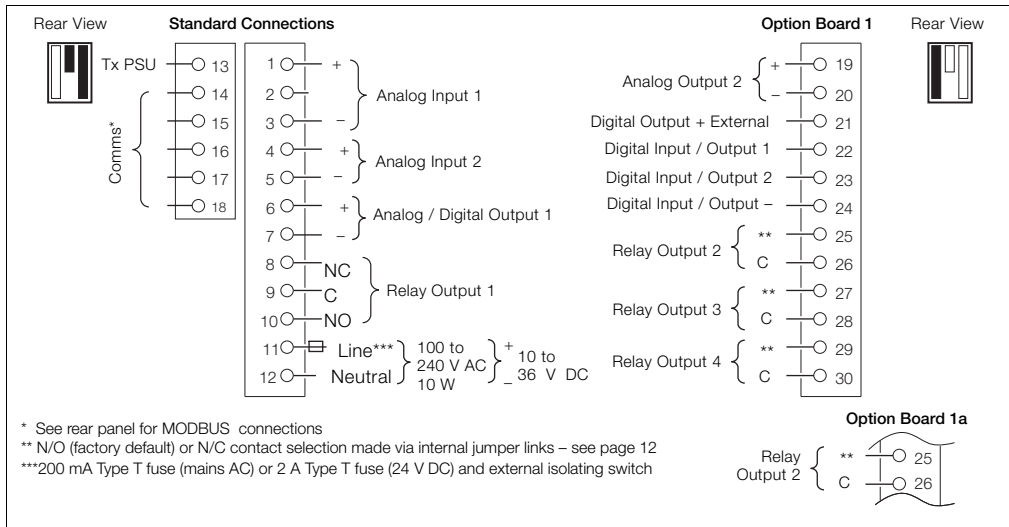 Rear View
Standard Connections
Tx PSU
13
14
15
16
17
18
Comms*
1 +
2
3 –
Analog Input 1
4 +
5 –
Analog Input 2
6 +
7 –
Analog / Digital Output 1
8 NC
9 C
10 NO
Relay Output 1
11 Line***
12 Neutral
100 to
240 V AC
10 W
+
–
10 to
36 V DC
Option Board 1
Rear View
Analog Output 2
+ 19
– 20
Digital Output + External 21
Digital Input / Output 1 22
Digital Input / Output 2 23
Digital Input / Output – 24
Relay Output 2
** 25
C 26
Relay Output 3
** 27
C 28
Relay Output 4
** 29
C 30
* See rear panel for MODBUS connections
** N/O (factory default) or N/C contact selection made via internal jumper links – see page 12
***200 mA Type T fuse (mains AC) or 2 A Type T fuse (24 V DC) and external isolating switch
Option Board 1a
Relay
Output 2
** 25
C 26